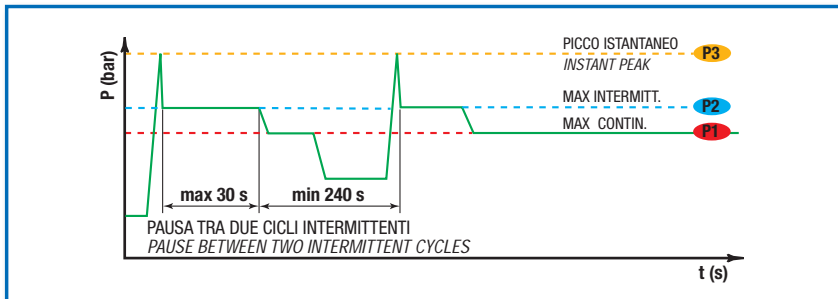 PICCO ISTANTANEO
INSTANT PEAK
P3
P (bar)
MAX INTERMITT.
P2
MAX CONTIN.
P1
max 30 s
min 240 s
PAUSA TRA DUE CICLI INTERMITTENTI
PAUSE BETWEEN TWO INTERMITTENT CYCLES
t (s)